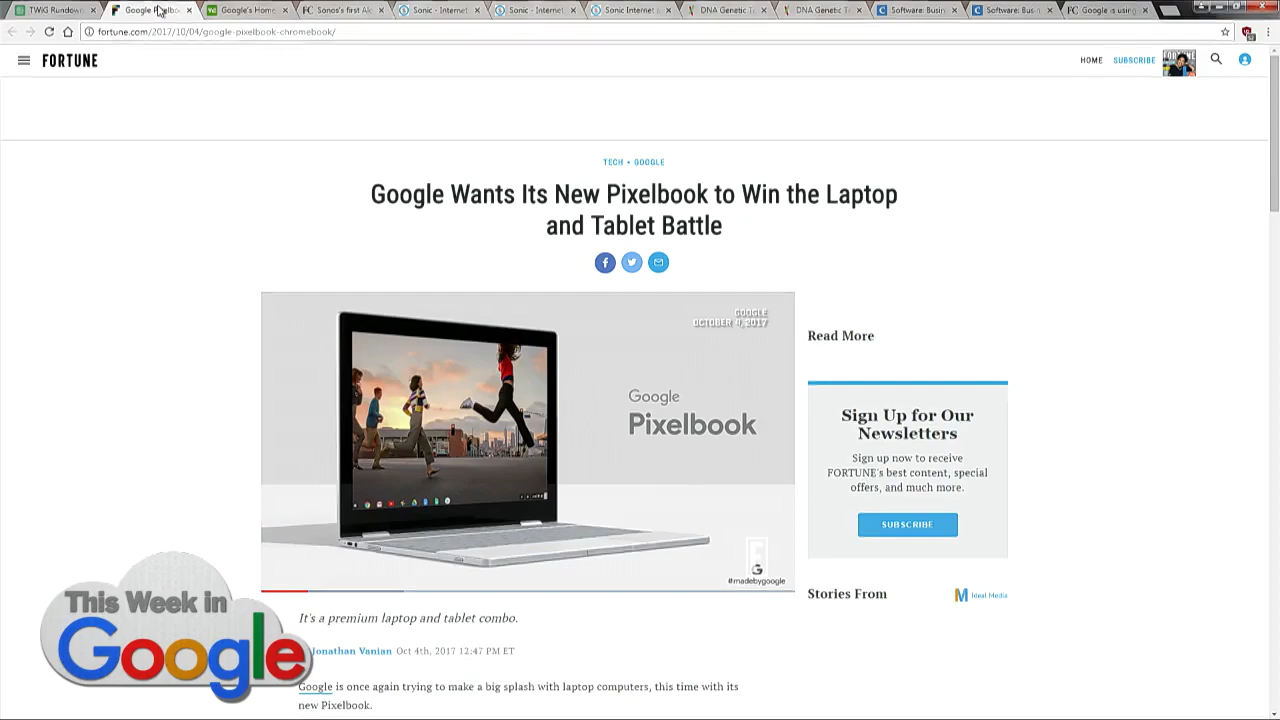 TWIG Rundown
Google Pixelbo
Google's Home
Sonos's first Ale
Sonic - Internet
Sonic - Internet
Sonic Internet a
DNA Genetic T
DNA Genetic Te
Software: Busin
Software: Busin
Google is using
fortune.com/2017/10/04/google-pixelbook-chromebook/
FORTUNE
HOME
SUBSCRIBE
TECH • GOOGLE
Google Wants Its New Pixelbook to Win the Laptop
and Tablet Battle
GOOGLE
OCTOBER 4, 2017
Google
Pixelbook
#madebygoogle
Read More
Sign Up for Our
Newsletters
Sign up now to receive
FORTUNE's best content, special
offers, and much more.
SUBSCRIBE
Stories From
Ideal Media
It's a premium laptop and tablet combo.
Jonathan Vanian Oct 4th, 2017 12:47 PM ET
Google is once again trying to make a big splash with laptop computers, this time with its
new Pixelbook.
This Week in
Google